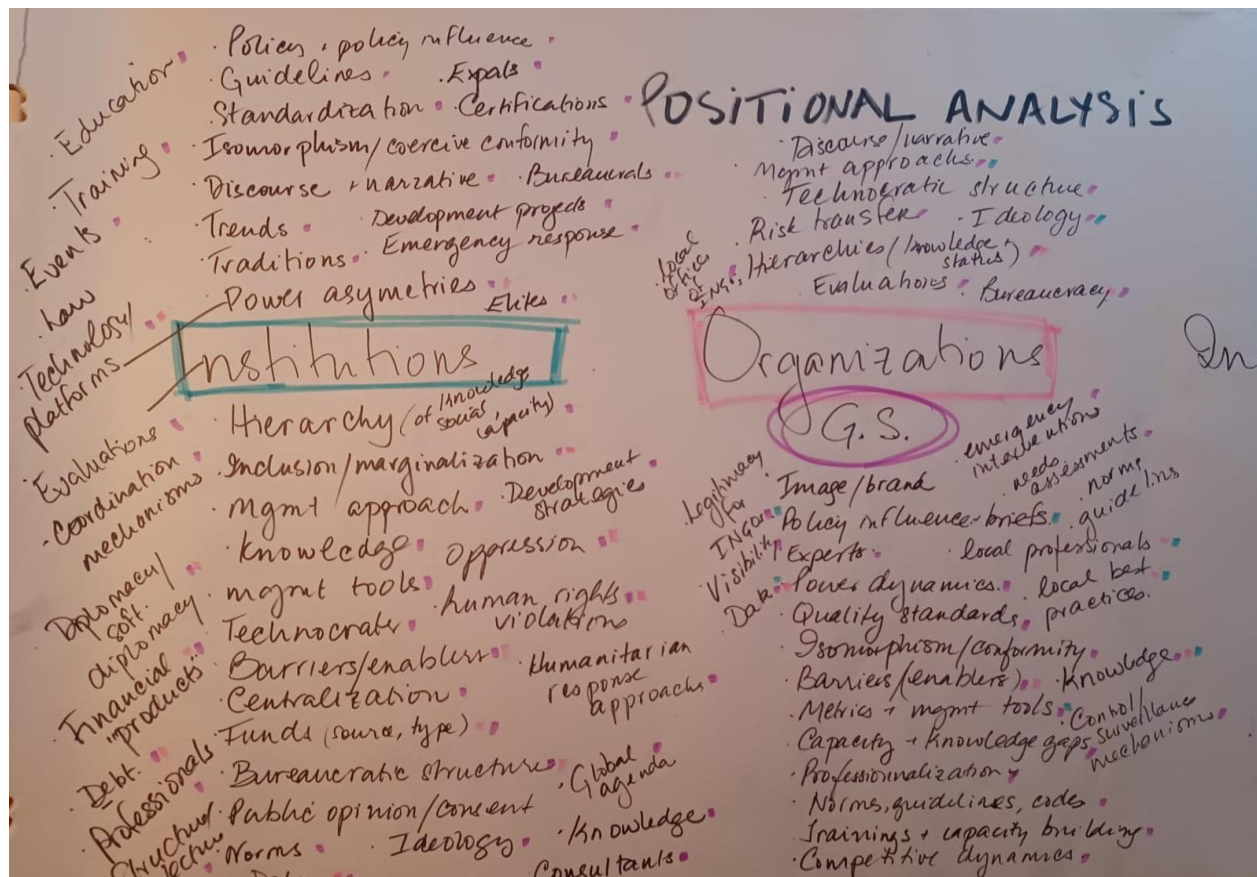 POSITIONAL ANALYSIS
· Education
· Training
· Events
· Law
· Technology/
platforms
· Evaluations
· Coordination
mechanisms
Diplomacy/
soft
diplomacy
· Financial
"products"
· Debt.
· Professionals
· Policies, policy influence
· Guidelines · Expats
· Standardization · Certifications
· Isomorphism/coercive conformity
· Discourse + narrative · Bureaucrats
· Trends · Development projects
· Traditions · Emergency response
· Power asymetries Elites
Institutions
· Hierarchy (of knowledge, social, capacity)
· Inclusion/marginalization
· Mgmt approach · Development
strategies
· Knowledge oppression
· mgmt tools · human rights
violations
· Technocrats
· Barriers/enablers · Humanitarian
response
approachs
· Centralization
· Funds (source, type)
· Bureaucratic structures · Global
agenda
· Public opinion/consent
· Norms · Ideology · Knowledge
Consultants
· Discourse/narrative
· Mgmt approachs
· Technocratic structure
· Risk transfer · Ideology
· Local
offices
of
INGOs
· Hierarchies (knowledge,
status)
· Evaluations · Bureaucracy
Organizations
G.S.
· emergency
interventions
· needs
assessments
· norms
guidelins
· Legitimacy
for
INGOs
· Visibility
· Data
· Image/brand
· Policy influence-briefs
· Experts · local professionals
· Power dynamics · local best
practices.
· Quality standards
· Isomorphism/conformity
· Barriers (enablers) · Knowledge
· Metrics + mgmt tools · Control/
surveillance
mechanisms
· Capacity + knowledge gaps
· Professionnalization
· Norms, guidelines, codes
· Trainings + capacity building
· Competitive dynamics
In